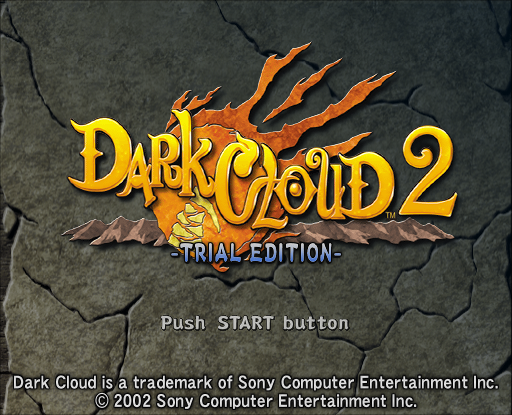 DARK CLOUD 2
TM
-TRIAL EDITION-
Push START button
Dark Cloud is a trademark of Sony Computer Entertainment Inc.
© 2002 Sony Computer Entertainment Inc.